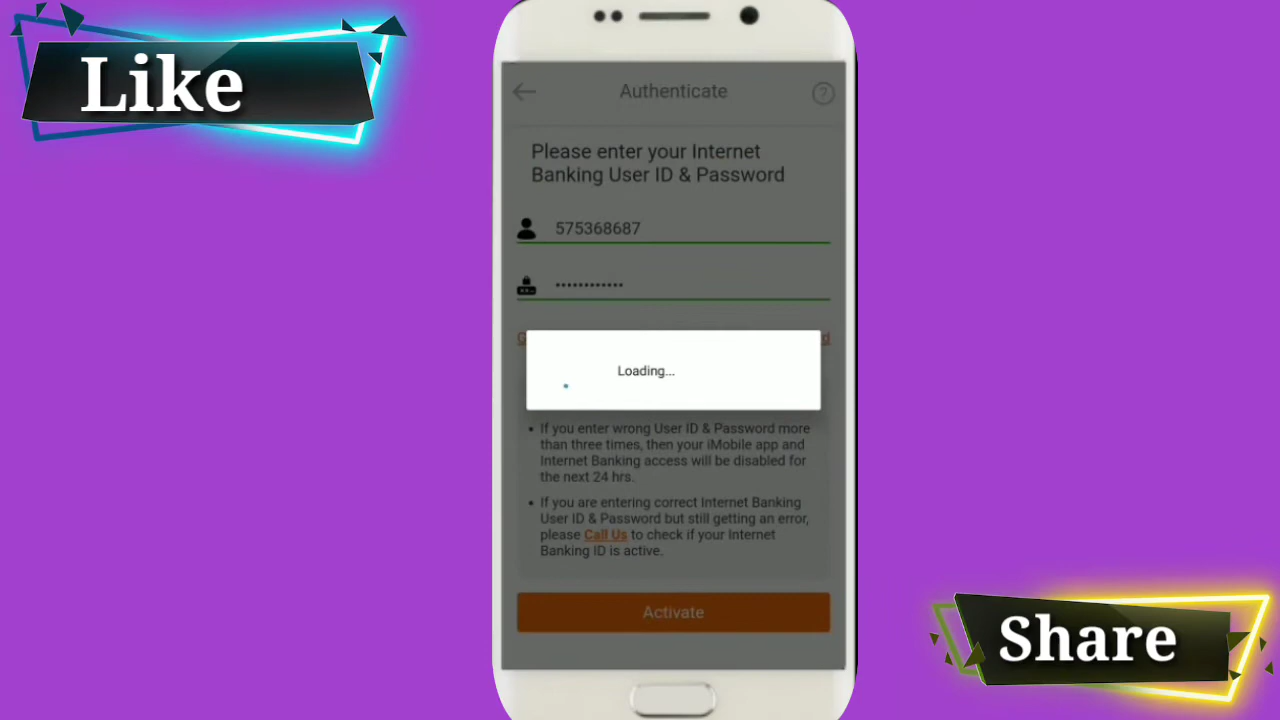 Like
Authenticate
?
Please enter your Internet
Banking User ID & Password
575368687
••••••••••••
Loading...
• If you enter wrong User ID & Password more
than three times, then your iMobile app and
Internet Banking access will be disabled for
the next 24 hrs.
• If you are entering correct Internet Banking
User ID & Password but still getting an error,
please Call Us to check if your Internet
Banking ID is active.
Activate
Share